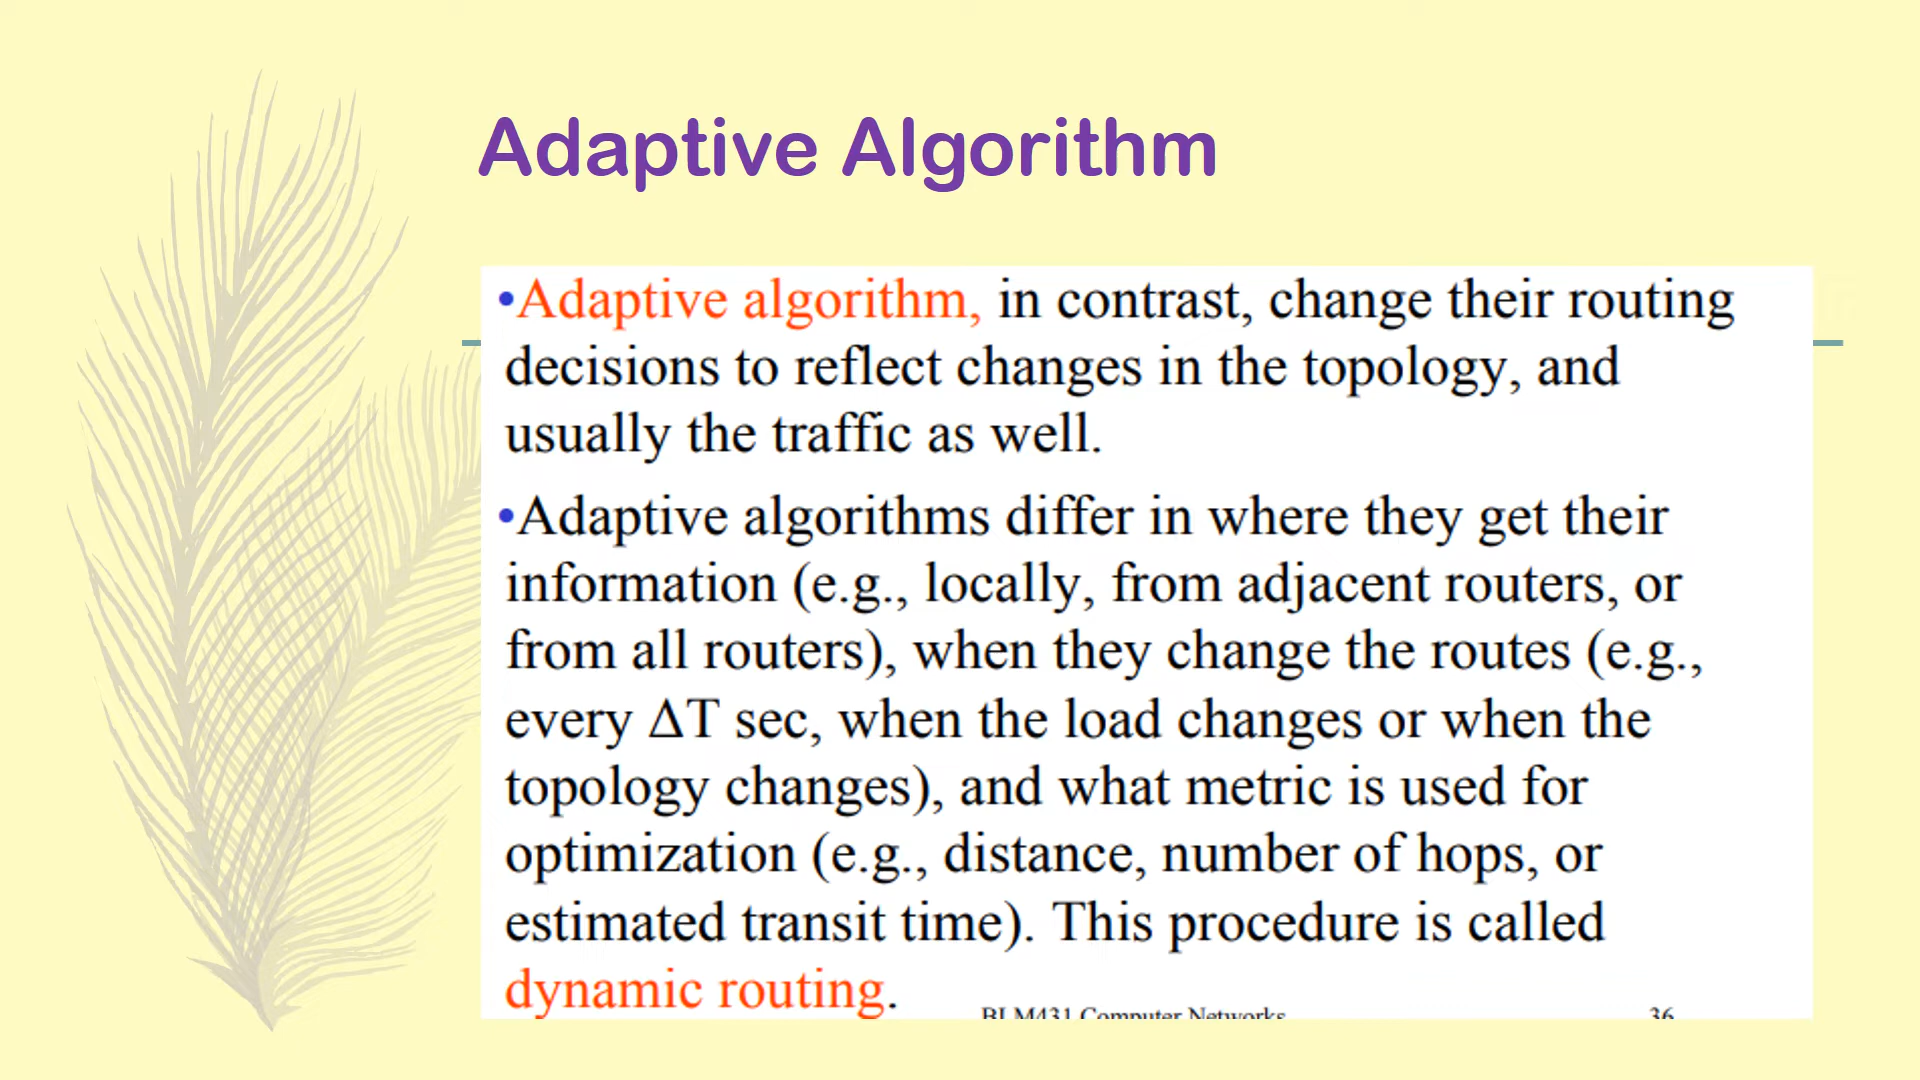 Adaptive Algorithm
•Adaptive algorithm, in contrast, change their routing
decisions to reflect changes in the topology, and
usually the traffic as well.
•Adaptive algorithms differ in where they get their
information (e.g., locally, from adjacent routers, or
from all routers), when they change the routes (e.g.,
every ΔT sec, when the load changes or when the
topology changes), and what metric is used for
optimization (e.g., distance, number of hops, or
estimated transit time). This procedure is called
dynamic routing.
BLM431 Computer Networks
36